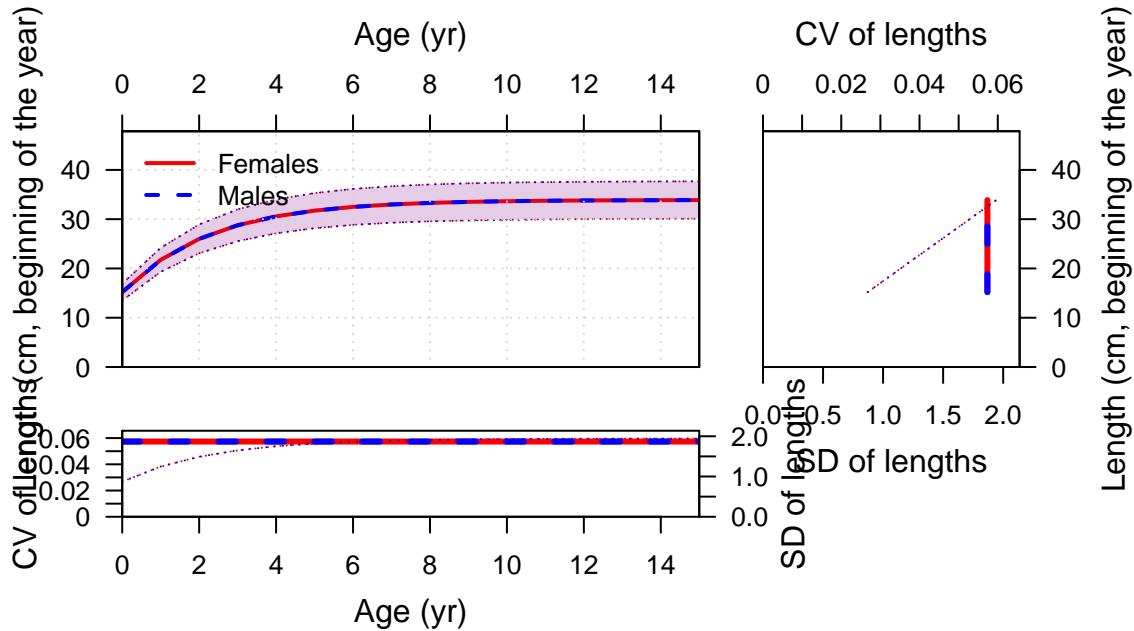 Age (yr)
0 2 4 6 8 10 12 14
CV of lengths
0 0.02 0.04 0.06
Length (cm, beginning of the year)
0 10 20 30 40
Females
Males
0 10 20 30 40
Length (cm, beginning of the year)
0.0 0.5 1.0 1.5 2.0
SD of lengths
CV of lengths
0 0.02 0.04 0.06
0.0 1.0 2.0
SD of lengths
0 2 4 6 8 10 12 14
Age (yr)